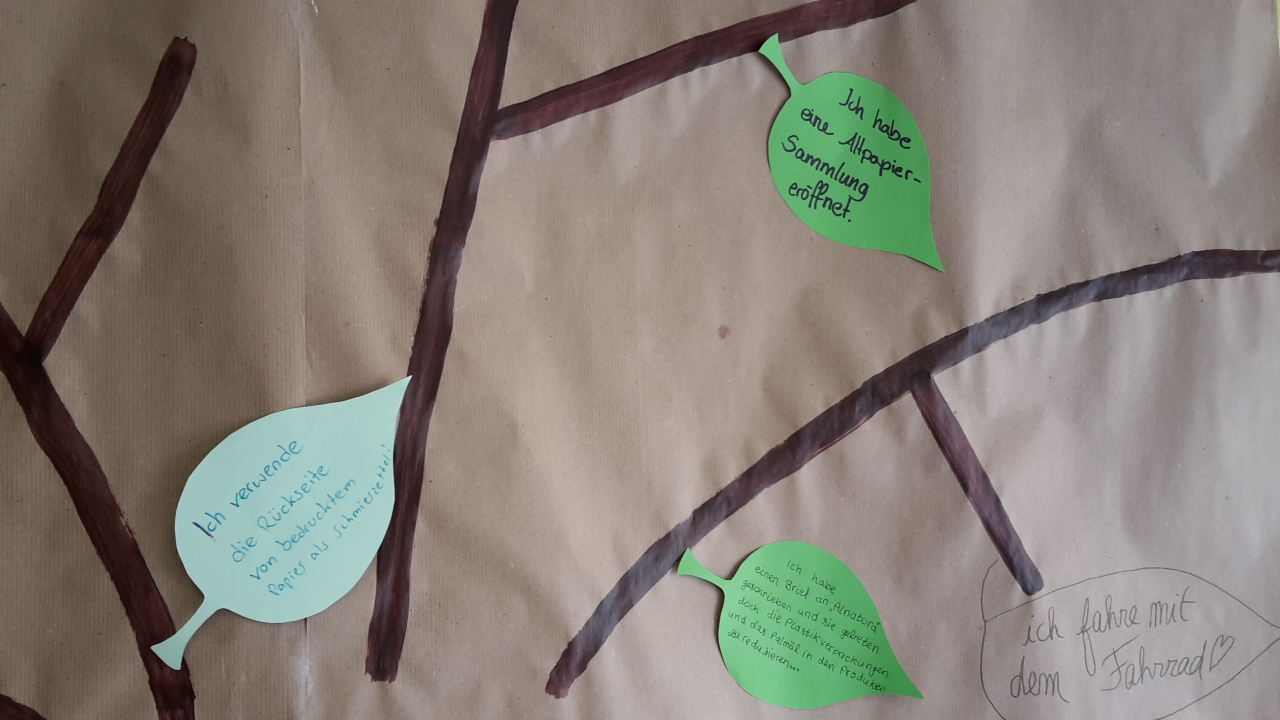 Ich habe
eine Altpapier-
Sammlung
eröffnet!
Ich verwende
die Rückseite
von bedrucktem
Papier als Schmierzettel!
Ich habe
einen Brief an "Alnatura"
geschrieben und sie gebeten
doch die Plastikverpackungen
und das Palmöl in den Produkten
zu reduzieren...
ich fahre mit
dem Fahrrad♡